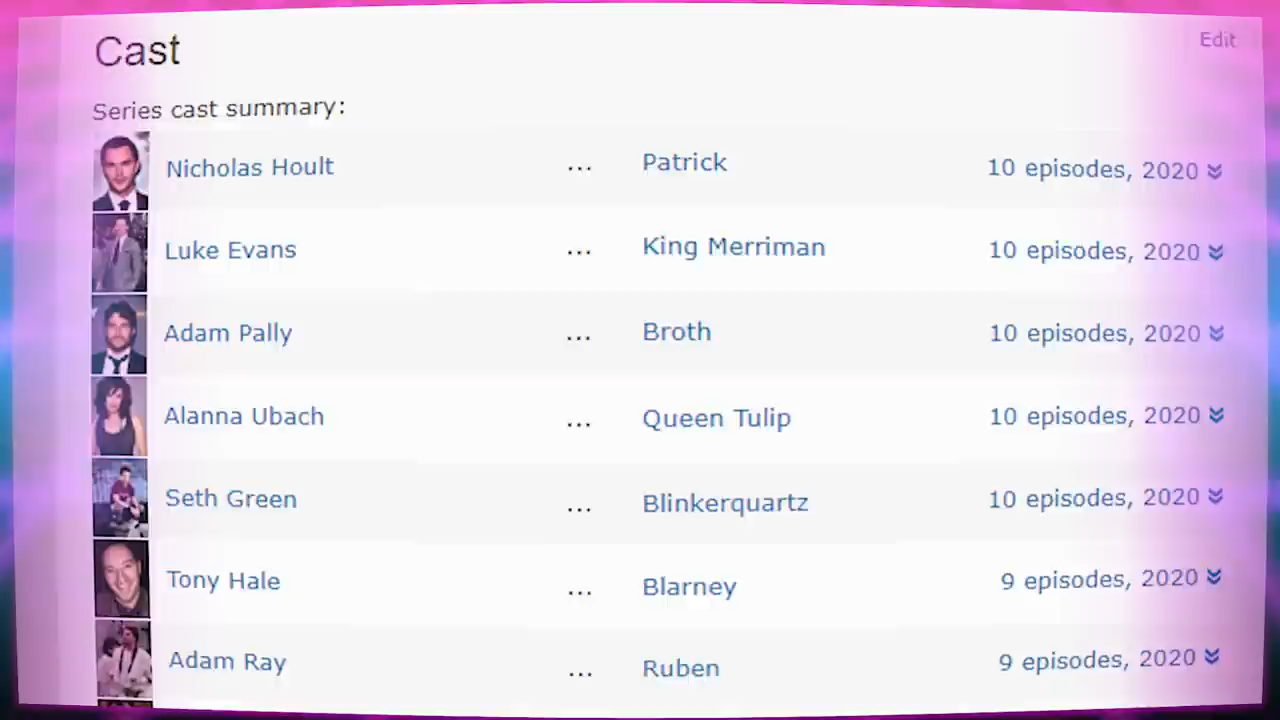 Cast
Edit
Series cast summary:
Nicholas Hoult ... Patrick 10 episodes, 2020
Luke Evans ... King Merriman 10 episodes, 2020
Adam Pally ... Broth 10 episodes, 2020
Alanna Ubach ... Queen Tulip 10 episodes, 2020
Seth Green ... Blinkerquartz 10 episodes, 2020
Tony Hale ... Blarney 9 episodes, 2020
Adam Ray ... Ruben 9 episodes, 2020